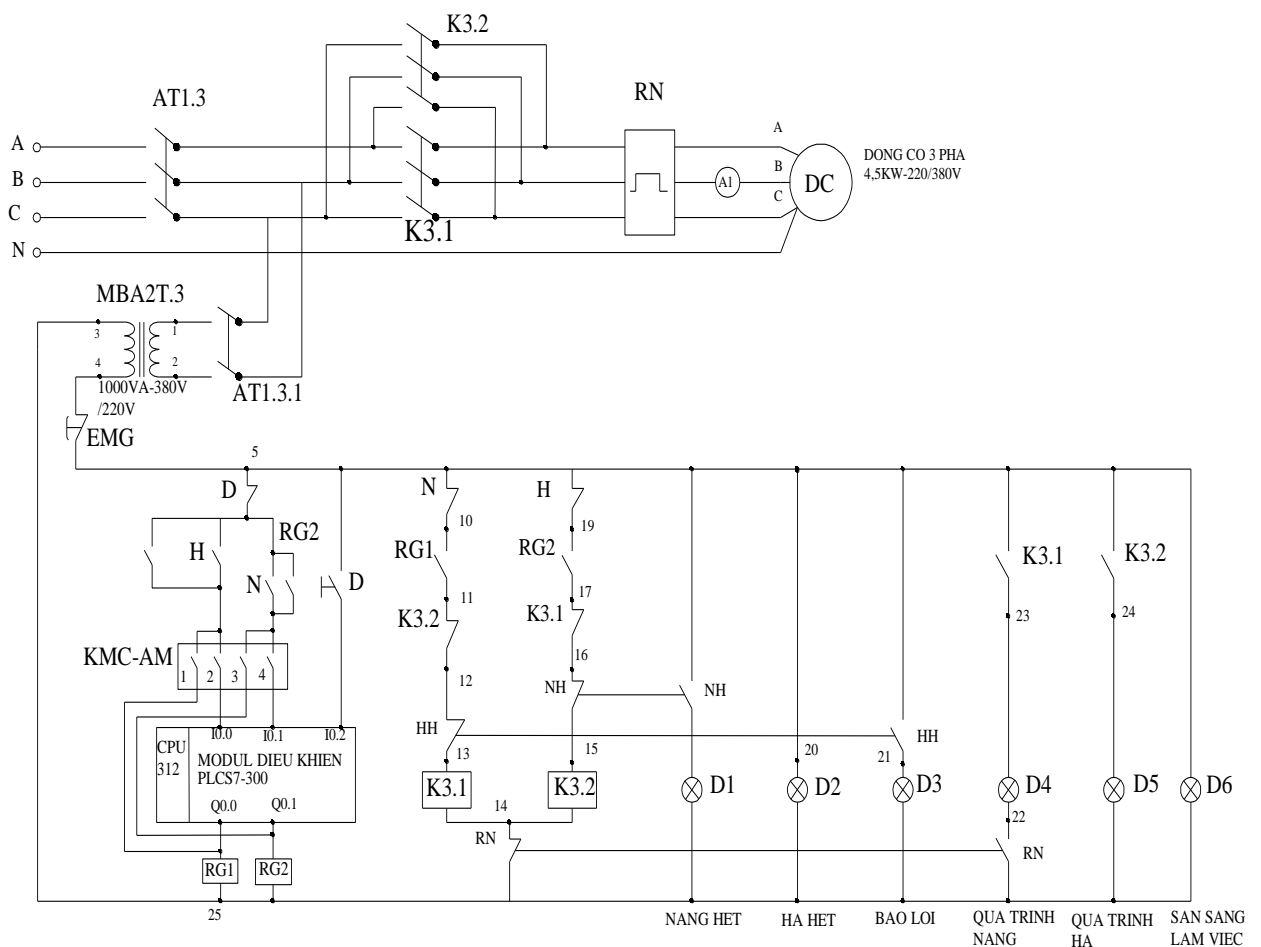 K3.2
AT1.3
RN
A
A
DONG CO 3 PHA
4,5KW-220/380V
B
B
A1
DC
C
C
K3.1
N
MBA2T.3
3
1
4
2
1000VA-380V
/220V
AT1.3.1
EMG
5
D
N
H
10
19
H
RG2
RG1
RG2
K3.1
K3.2
N
D
11
17
K3.2
K3.1
23
24
KMC-AM
16
1
2
3
4
12
NH
NH
HH
HH
I0.0
I0.1
I0.2
CPU
312
MODUL DIEU KHIEN
PLCS7-300
13
15
20
21
K3.1
K3.2
D1
D2
D3
D4
D5
D6
Q0.0
Q0.1
14
22
RN
RN
RG1
RG2
25
NANG HET
HA HET
BAO LOI
QUA TRINH
NANG
QUA TRINH
HA
SAN SANG
LAM VIEC